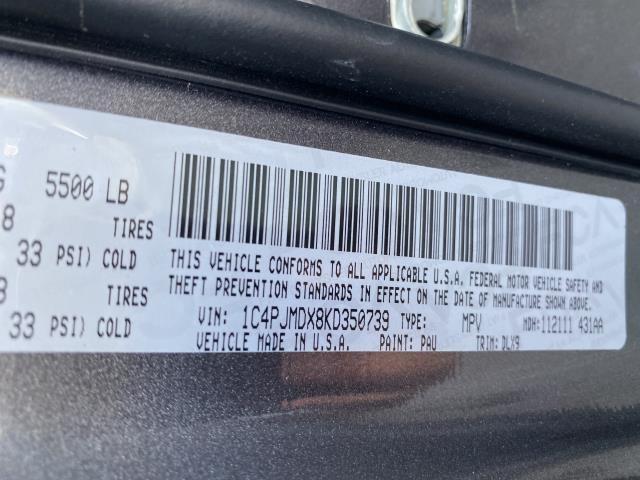 5500 LB
TIRES
33 PSI) COLD
TIRES
33 PSI) COLD
THIS VEHICLE CONFORMS TO ALL APPLICABLE U.S.A. FEDERAL MOTOR VEHICLE SAFETY AND
THEFT PREVENTION STANDARDS IN EFFECT ON THE DATE OF MANUFACTURE SHOWN ABOVE.
VIN: 1C4PJMDX8KD350739 TYPE: MPV MDH:112111 431AA
VEHICLE MADE IN U.S.A. PAINT: PAU TRIM: DLX9